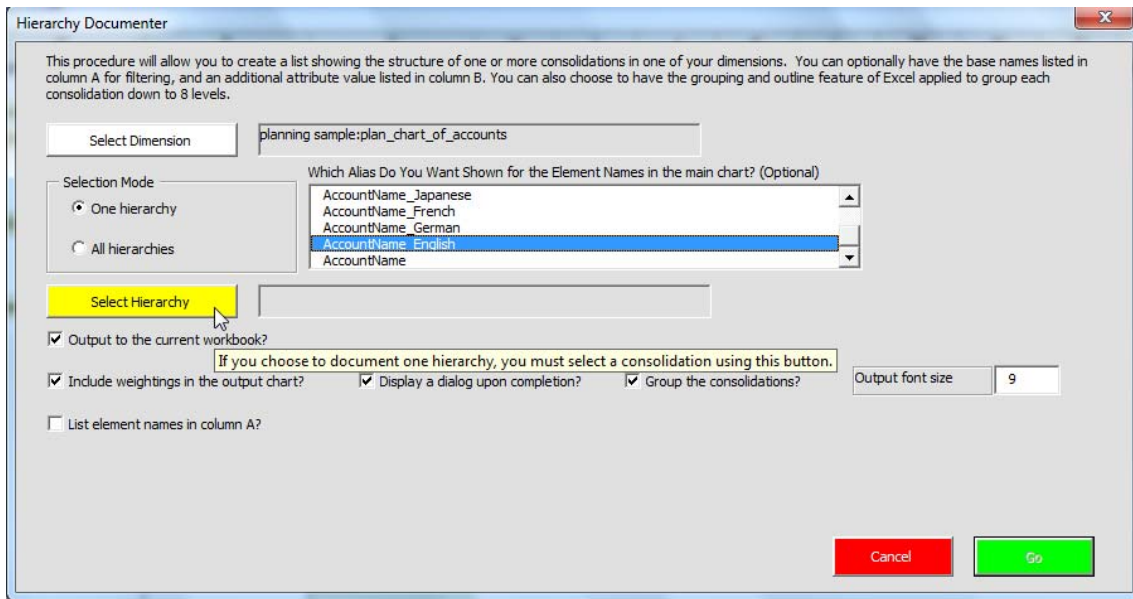 Hierarchy Documenter
X
This procedure will allow you to create a list showing the structure of one or more consolidations in one of your dimensions. You can optionally have the base names listed in
column A for filtering, and an additional attribute value listed in column B. You can also choose to have the grouping and outline feature of Excel applied to group each
consolidation down to 8 levels.
Select Dimension
planning sample:plan_chart_of_accounts
Which Alias Do You Want Shown for the Element Names in the main chart? (Optional)
Selection Mode
One hierarchy
All hierarchies
AccountName_Japanese
AccountName_French
AccountName_German
AccountName_English
AccountName
Select Hierarchy
Output to the current workbook?
If you choose to document one hierarchy, you must select a consolidation using this button.
Include weightings in the output chart?
Display a dialog upon completion?
Group the consolidations?
Output font size
9
List element names in column A?
Cancel
Go